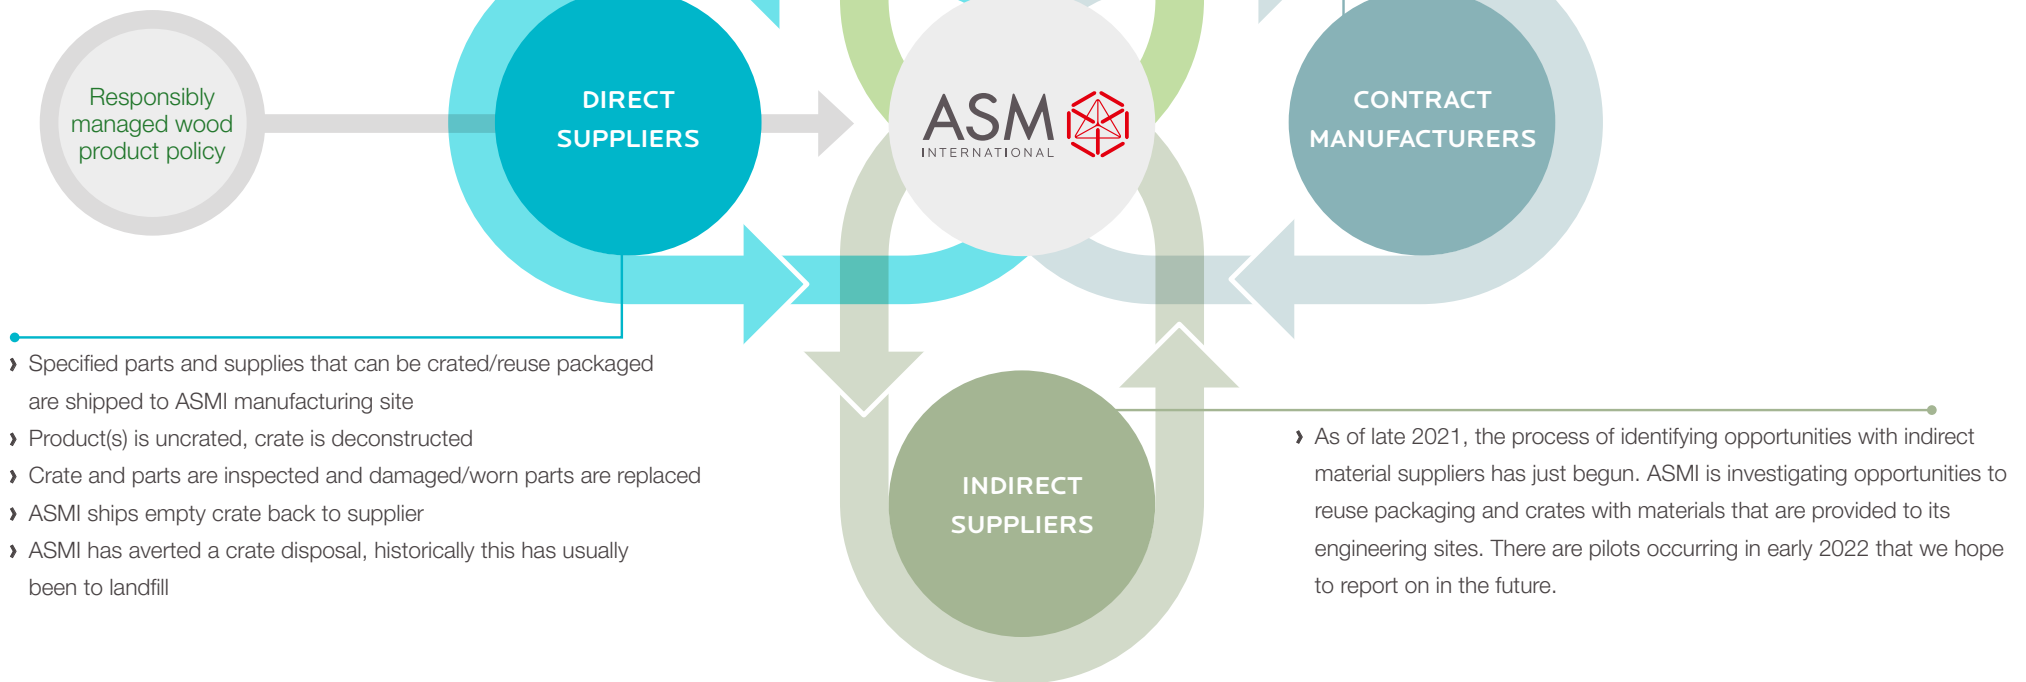 Responsibly
managed wood
product policy
DIRECT
SUPPLIERS
ASM
INTERNATIONAL
CONTRACT
MANUFACTURERS
› Specified parts and supplies that can be crated/reuse packaged
are shipped to ASMI manufacturing site
› Product(s) is uncrated, crate is deconstructed
› Crate and parts are inspected and damaged/worn parts are replaced
› ASMI ships empty crate back to supplier
› ASMI has averted a crate disposal, historically this has usually
been to landfill
INDIRECT
SUPPLIERS
› As of late 2021, the process of identifying opportunities with indirect
material suppliers has just begun. ASMI is investigating opportunities to
reuse packaging and crates with materials that are provided to its
engineering sites. There are pilots occurring in early 2022 that we hope
to report on in the future.